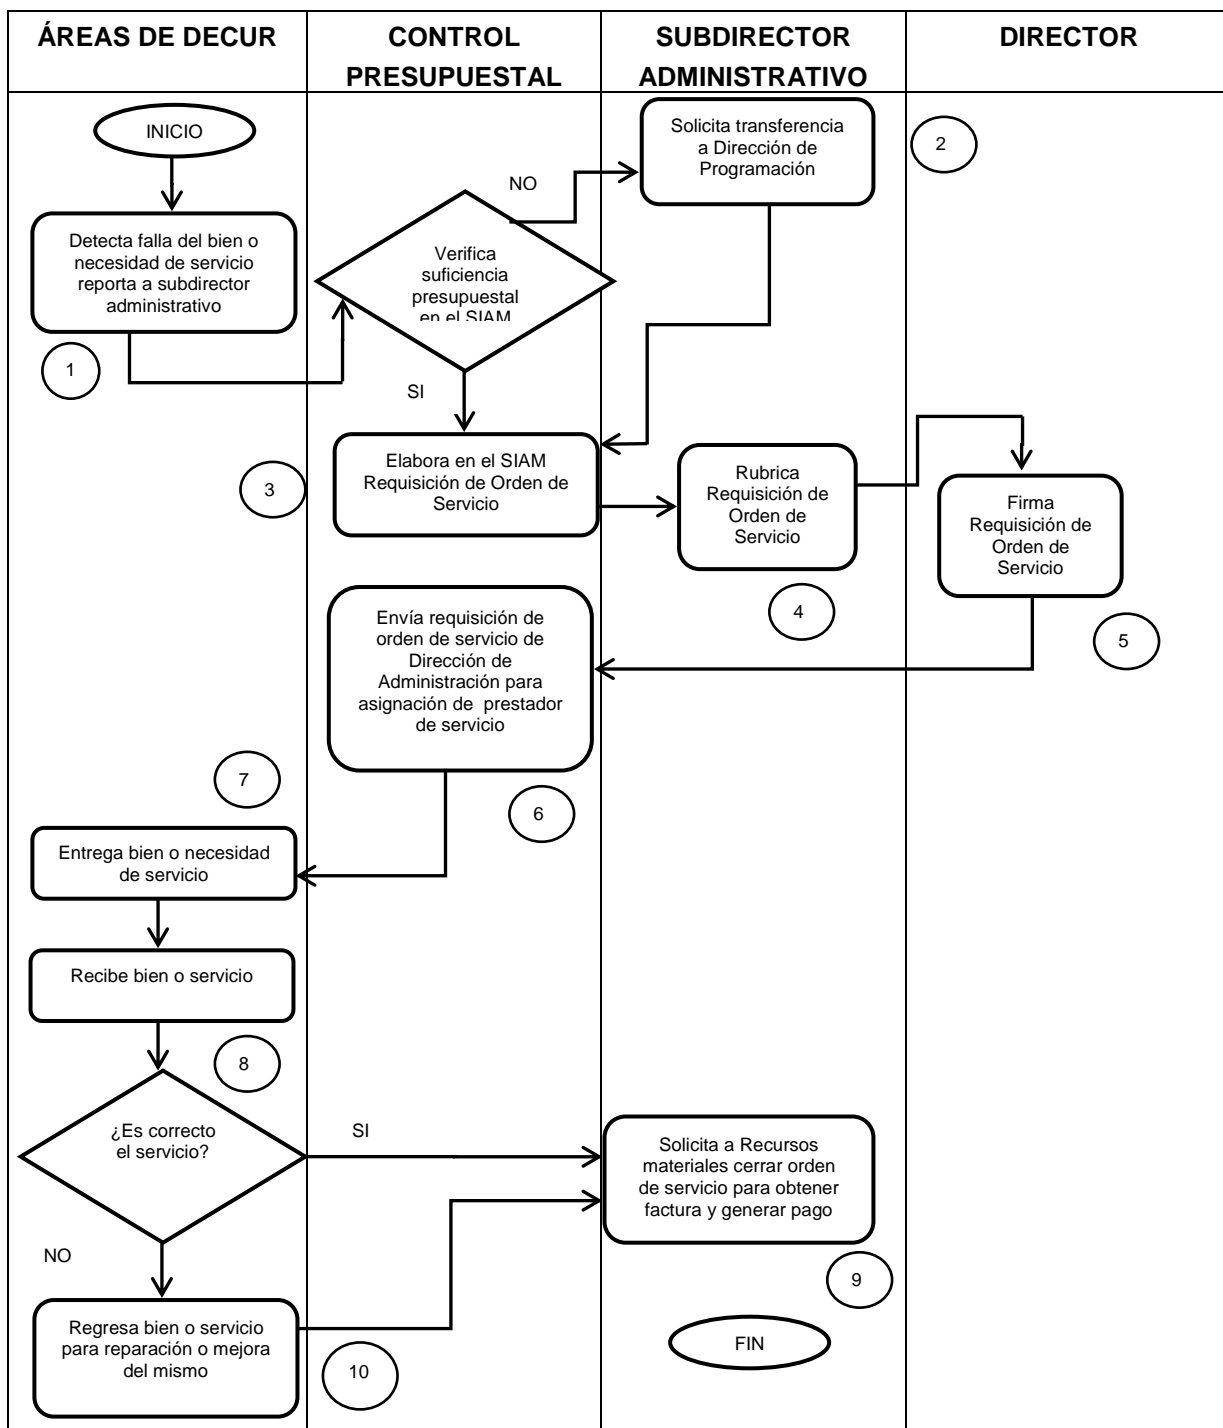 ÁREAS DE DECUR
CONTROL
PRESUPUESTAL
SUBDIRECTOR
ADMINISTRATIVO
DIRECTOR
INICIO
Solicita transferencia
a Dirección de
Programación
2
NO
Detecta falla del bien o
necesidad de servicio
reporta a subdirector
administrativo
Verifica
suficiencia
presupuestal
en el SIAM
1
SI
3
Elabora en el SIAM
Requisición de Orden de
Servicio
Rubrica
Requisición de
Orden de
Servicio
Firma
Requisición de
Orden de
Servicio
4
5
Envía requisición de
orden de servicio de
Dirección de
Administración para
asignación de prestador
de servicio
7
6
Entrega bien o necesidad
de servicio
Recibe bien o servicio
8
¿Es correcto
el servicio?
SI
Solicita a Recursos
materiales cerrar orden
de servicio para obtener
factura y generar pago
NO
9
Regresa bien o servicio
para reparación o mejora
del mismo
10
FIN